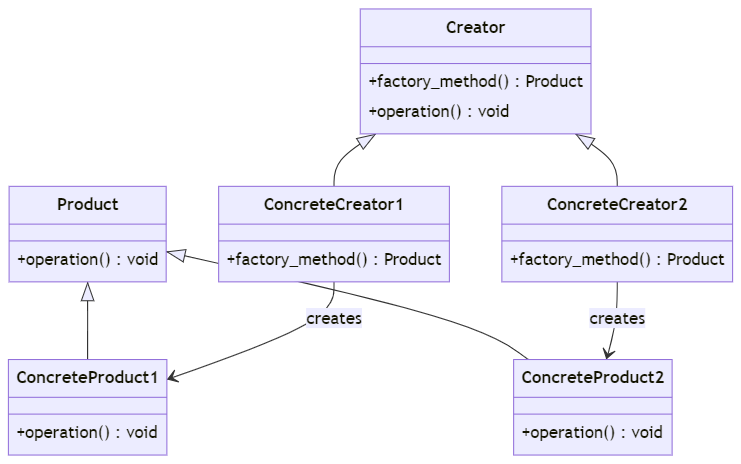 Creator
+factory_method() : Product
+operation() : void
Product
+operation() : void
ConcreteCreator1
+factory_method() : Product
ConcreteCreator2
+factory_method() : Product
creates
creates
ConcreteProduct1
+operation() : void
ConcreteProduct2
+operation() : void